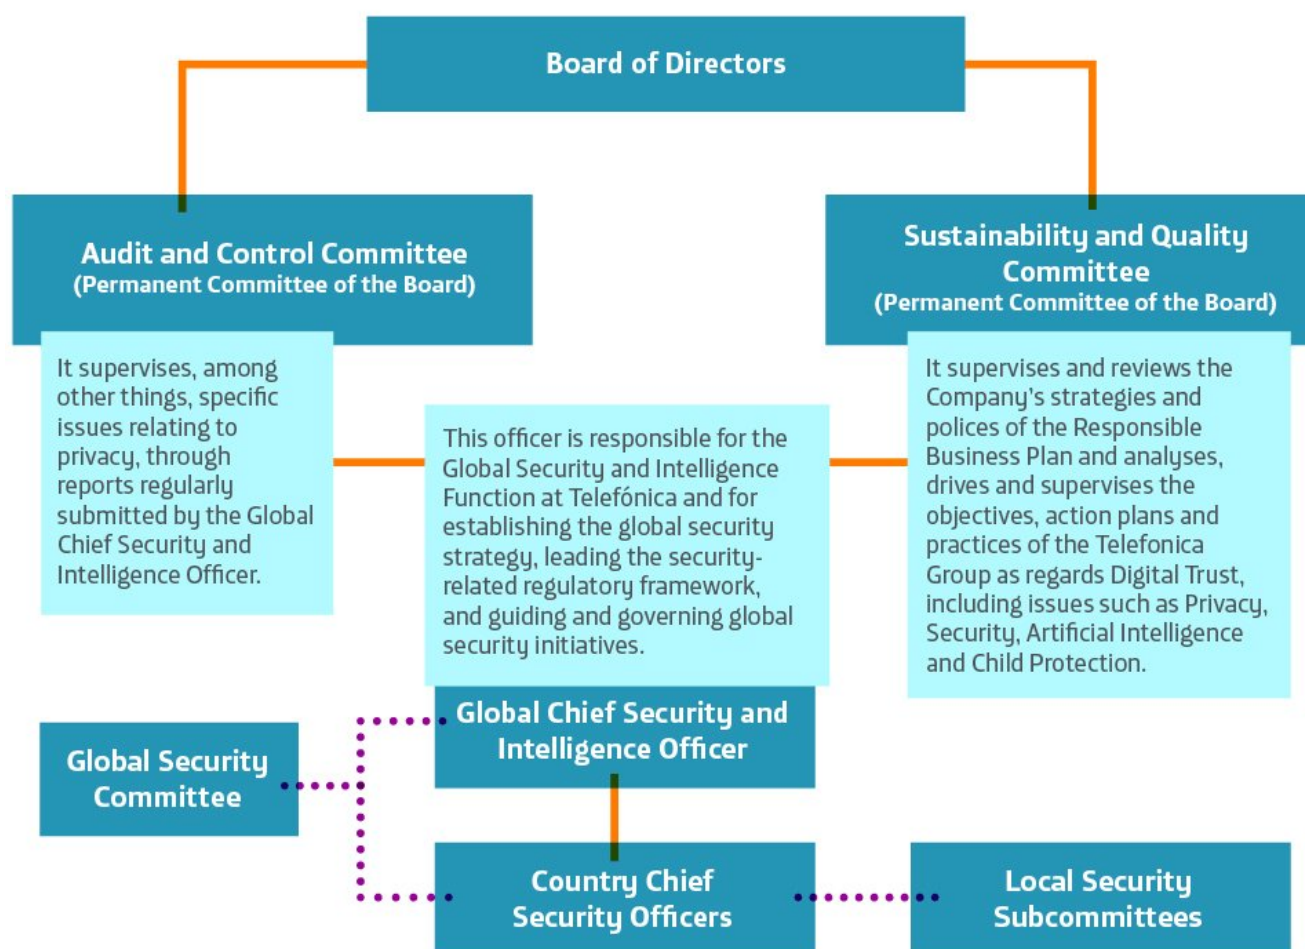 Board of Directors
Audit and Control Committee
(Permanent Committee of the Board)
Sustainability and Quality
Committee
(Permanent Committee of the Board)
It supervises, among
other things, specific
issues relating to
privacy, through
reports regularly
submitted by the Global
Chief Security and
Intelligence Officer.
This officer is responsible for the
Global Security and Intelligence
Function at Telefónica and for
establishing the global security
strategy, leading the security-
related regulatory framework,
and guiding and governing global
security initiatives.
It supervises and reviews the
Company's strategies and
polices of the Responsible
Business Plan and analyses,
drives and supervises the
objectives, action plans and
practices of the Telefonica
Group as regards Digital Trust,
including issues such as Privacy,
Security, Artificial Intelligence
and Child Protection.
Global Chief Security and
Intelligence Officer
Global Security
Committee
Country Chief
Security Officers
Local Security
Subcommittees